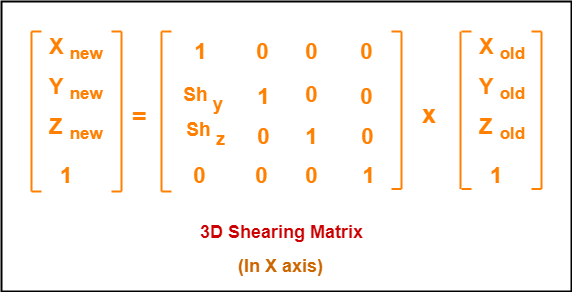 X new 1 0 0 0 X old
Y new Sh y 1 0 0 Y old
= x
Z new Sh z 0 1 0 Z old
1 0 0 0 1 1
3D Shearing Matrix
(In X axis)